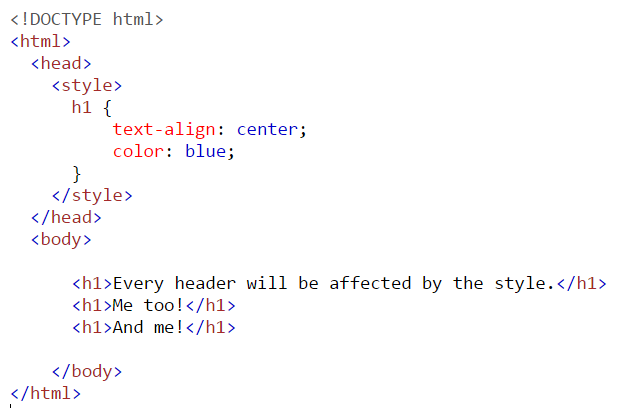 <!DOCTYPE html>
<html>
  <head>
    <style>
      h1 {
          text-align: center;
          color: blue;
      }
    </style>
  </head>
  <body>

      <h1>Every header will be affected by the style.</h1>
      <h1>Me too!</h1>
      <h1>And me!</h1>

    </body>
</html>